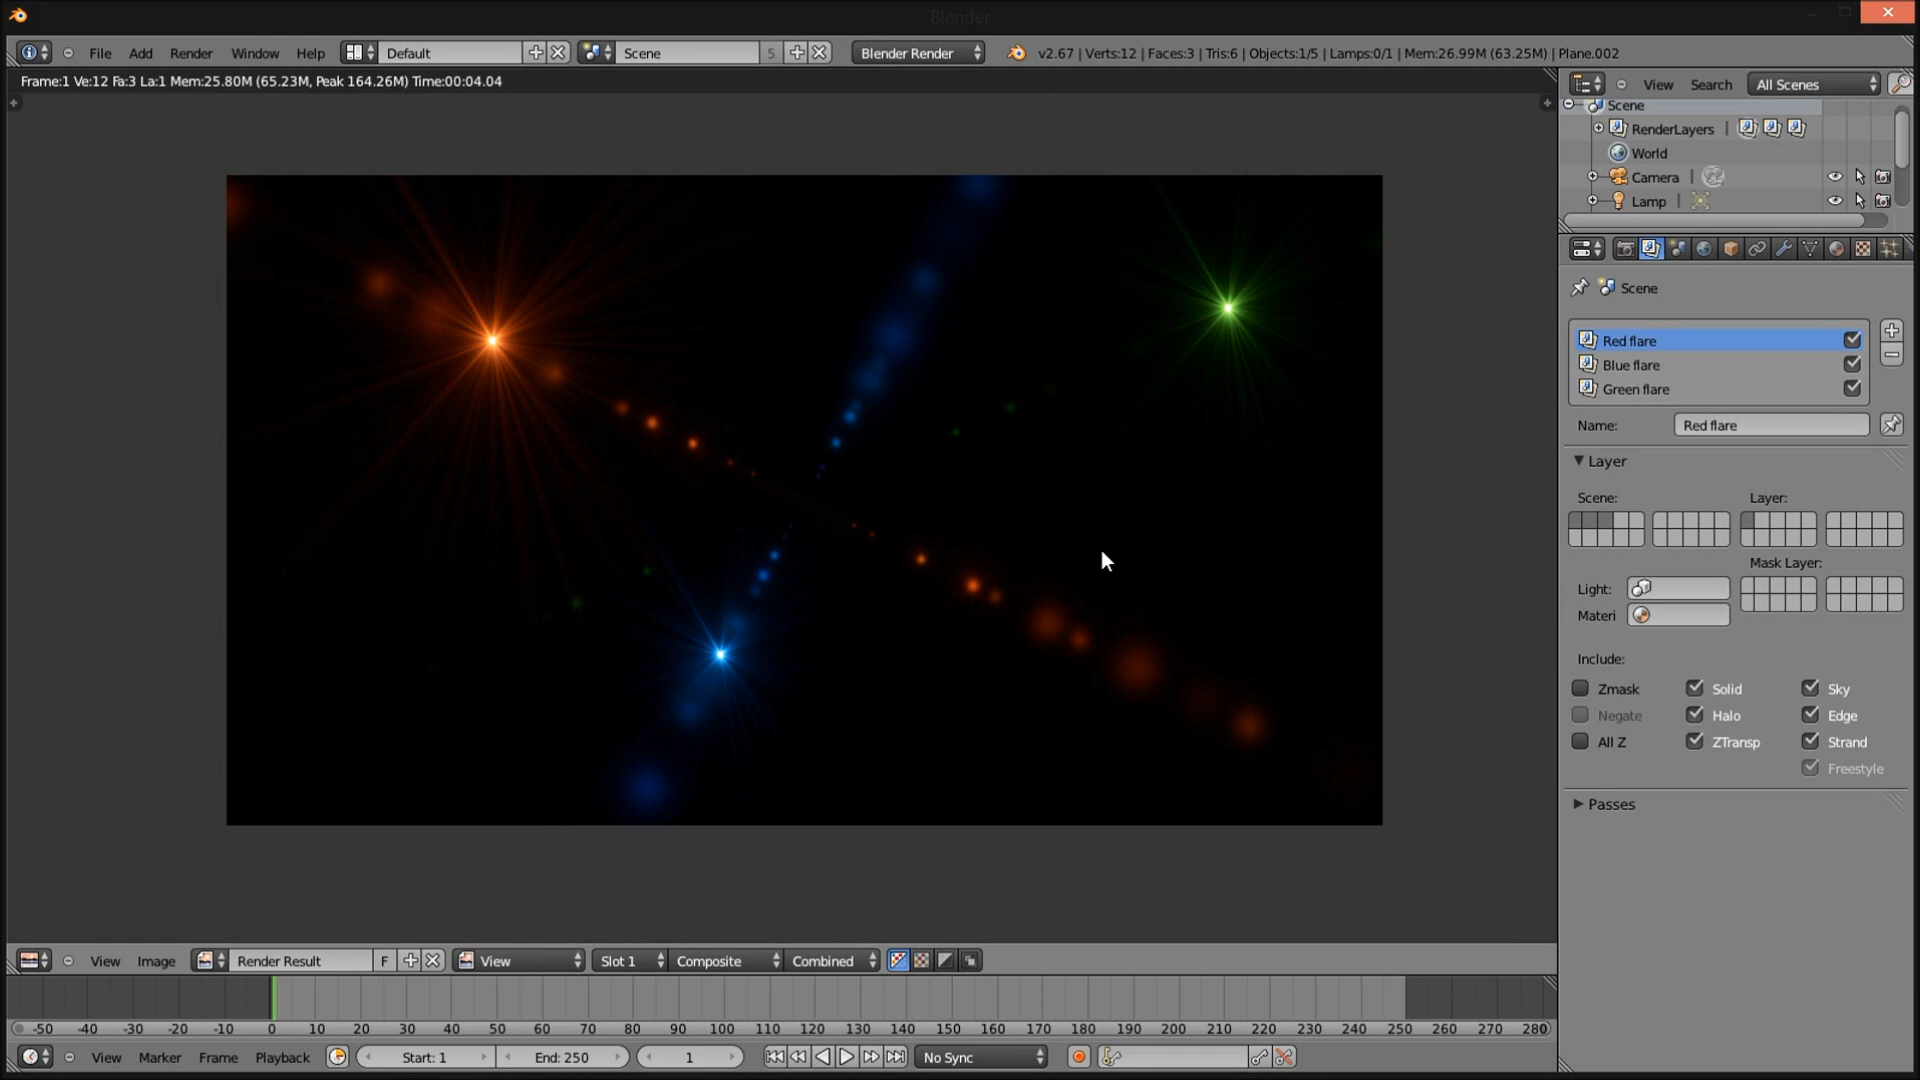 Blender
File Add Render Window Help Default Scene 5 Blender Render v2.67 | Verts:12 | Faces:3 | Tris:6 | Objects:1/5 | Lamps:0/1 | Mem:26.99M (63.25M) | Plane.002
Frame:1 Ve:12 Fa:3 La:1 Mem:25.80M (65.23M, Peak 164.26M) Time:00:04.04
View Search All Scenes
Scene
RenderLayers |
World
Camera |
Lamp |
Scene
Red flare
Blue flare
Green flare
Name: Red flare
Layer
Scene: Layer:
Mask Layer:
Light:
Materi
Include:
Zmask Solid Sky
Negate Halo Edge
All Z ZTransp Strand
Freestyle
Passes
View Image Render Result F View Slot 1 Composite Combined
-50 -40 -30 -20 -10 0 10 20 30 40 50 60 70 80 90 100 110 120 130 140 150 160 170 180 190 200 210 220 230 240 250 260 270 280
View Marker Frame Playback Start: 1 End: 250 1 No Sync